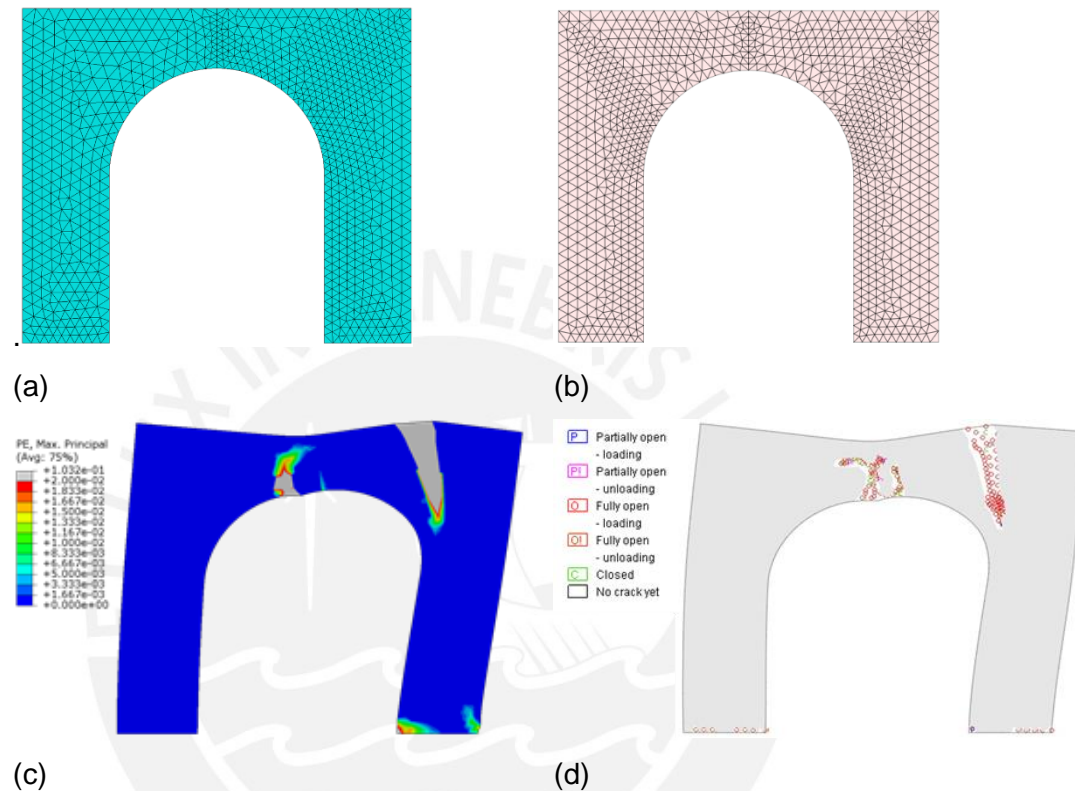 .
(a)
(b)
PE, Max. Principal
(Avg: 75%)
+1.032e-01
+2.000e-02
+1.833e-02
+1.667e-02
+1.500e-02
+1.333e-02
+1.167e-02
+1.000e-02
+8.333e-03
+6.667e-03
+5.000e-03
+3.333e-03
+1.667e-03
+0.000e+00
P Partially open
- loading
PI Partially open
- unloading
O Fully open
- loading
OI Fully open
- unloading
C Closed
No crack yet
(c)
(d)